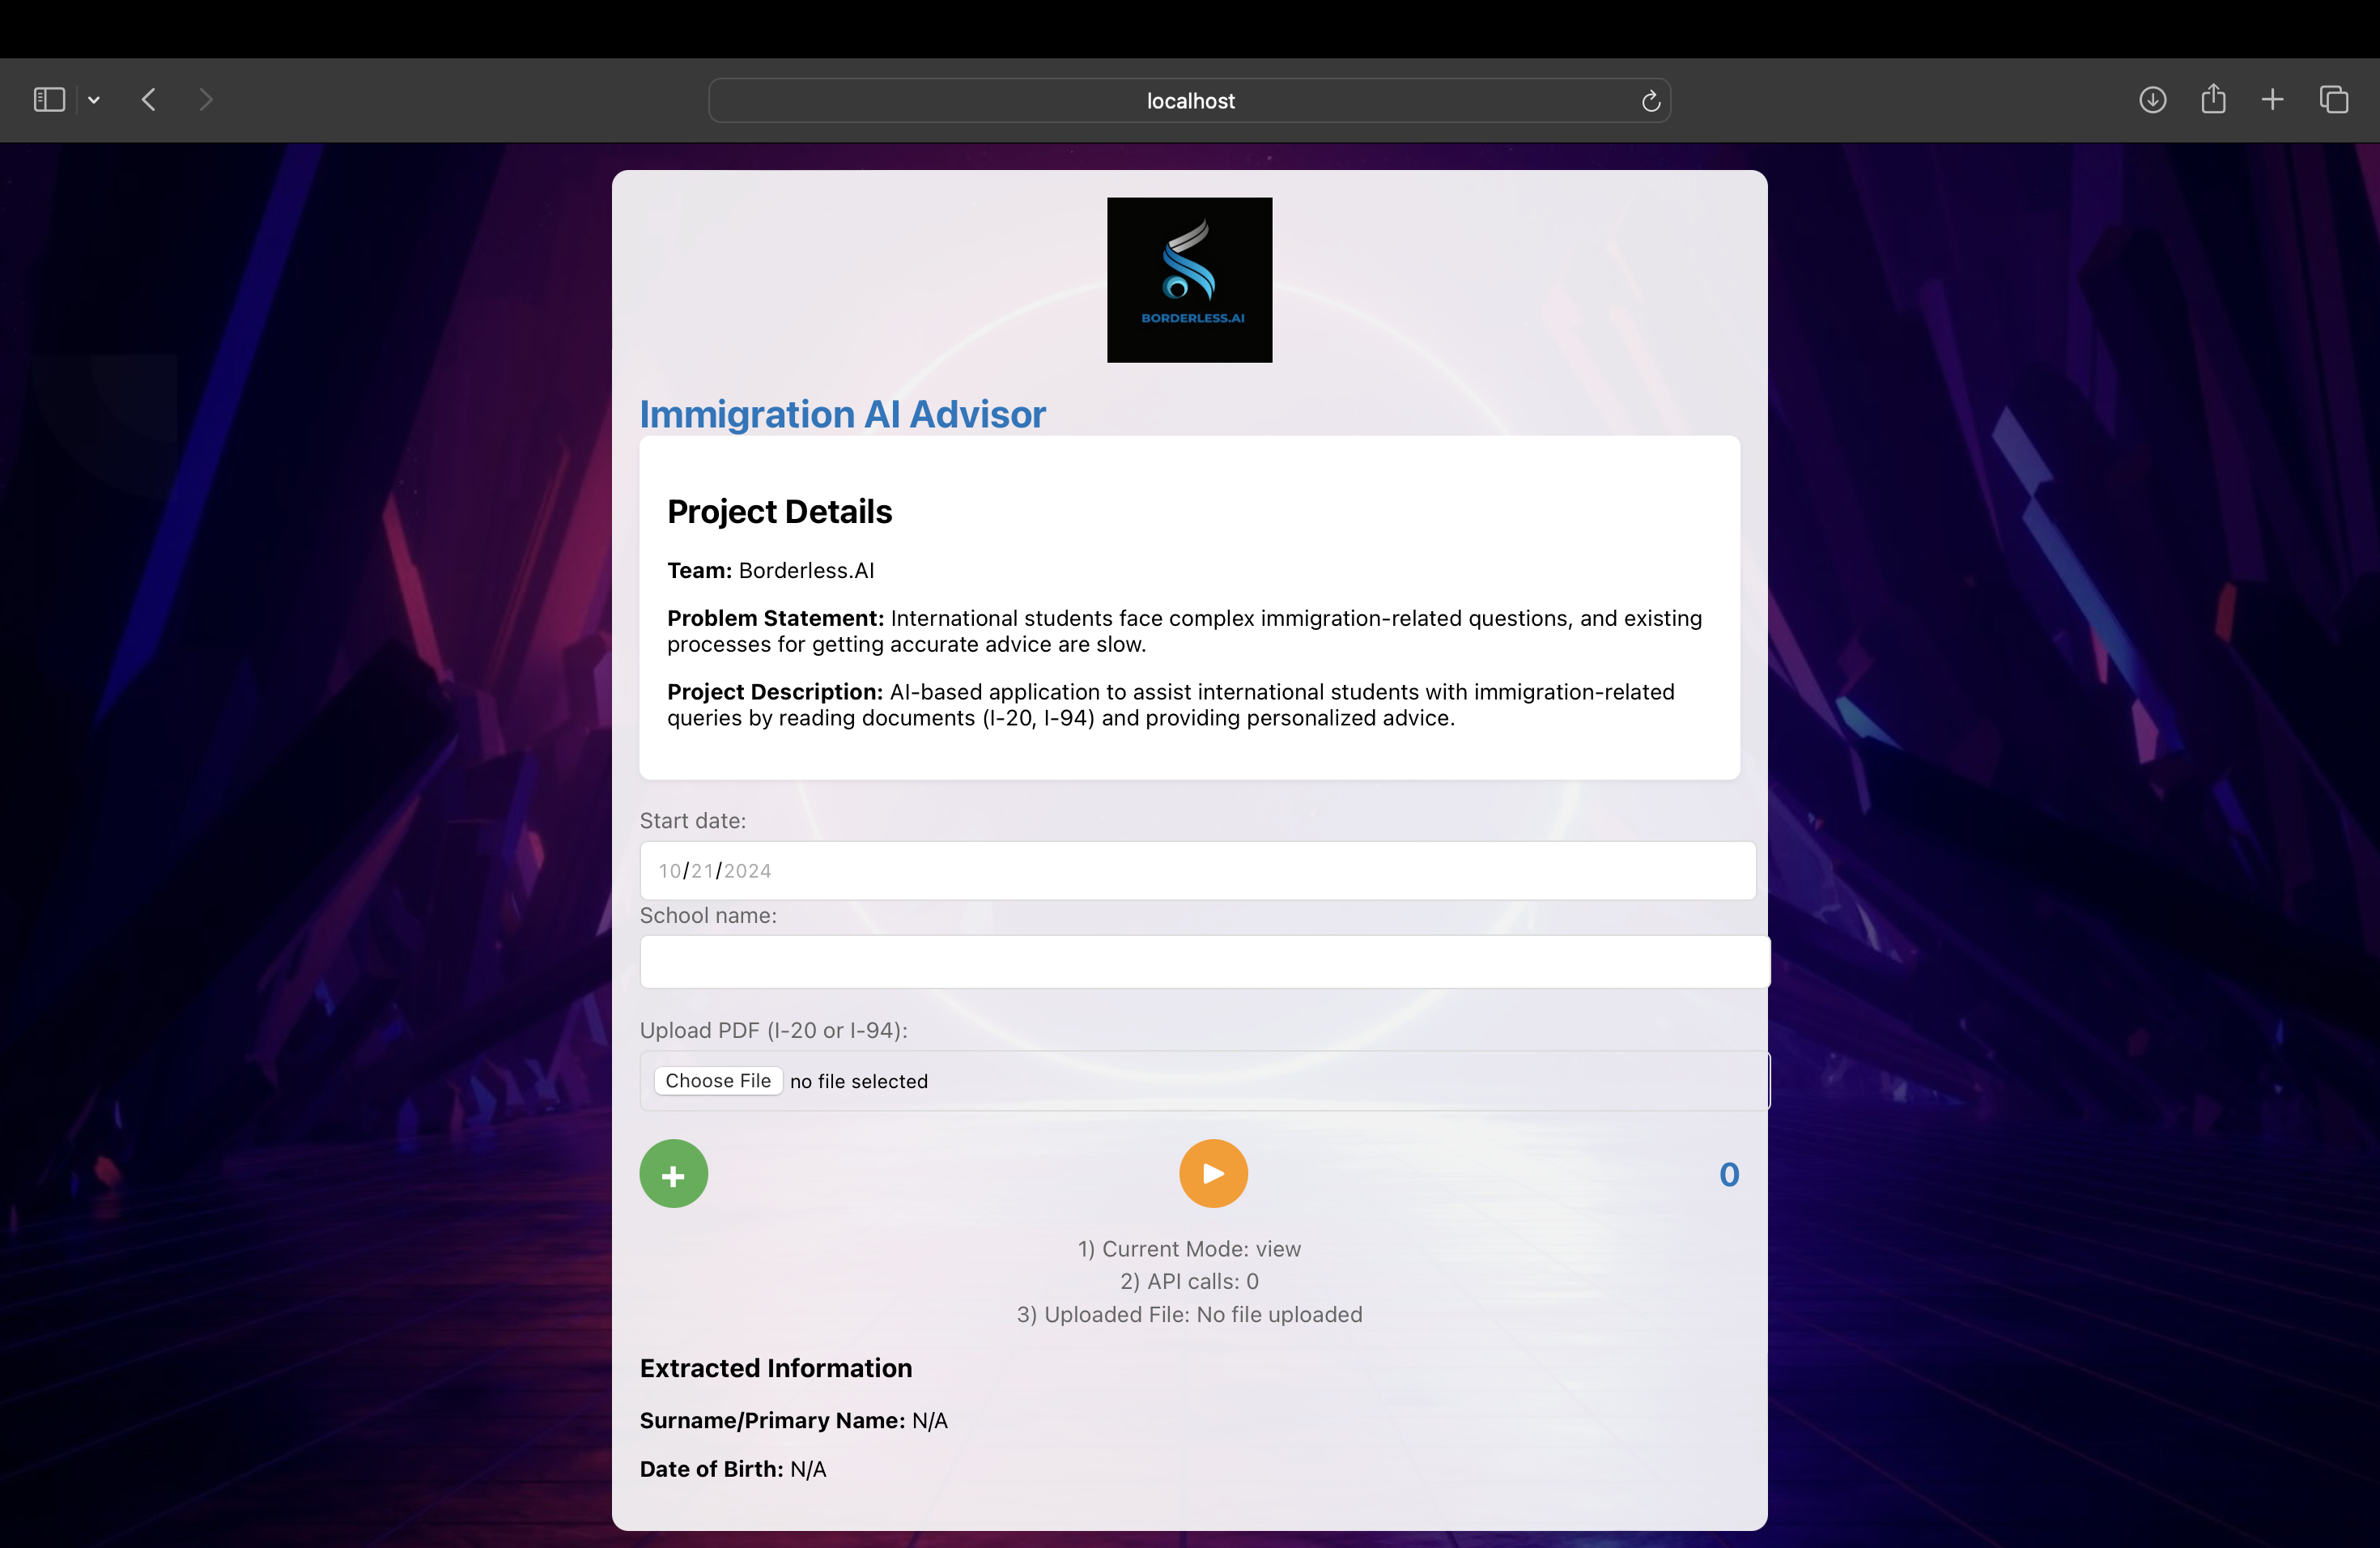 localhost
BORDERLESS.AI
Immigration AI Advisor
Project Details
Team: Borderless.AI
Problem Statement: International students face complex immigration-related questions, and existing
processes for getting accurate advice are slow.
Project Description: AI-based application to assist international students with immigration-related
queries by reading documents (I-20, I-94) and providing personalized advice.
Start date:
10/21/2024
School name:
Upload PDF (I-20 or I-94):
Choose File no file selected
+ 0
1) Current Mode: view
2) API calls: 0
3) Uploaded File: No file uploaded
Extracted Information
Surname/Primary Name: N/A
Date of Birth: N/A